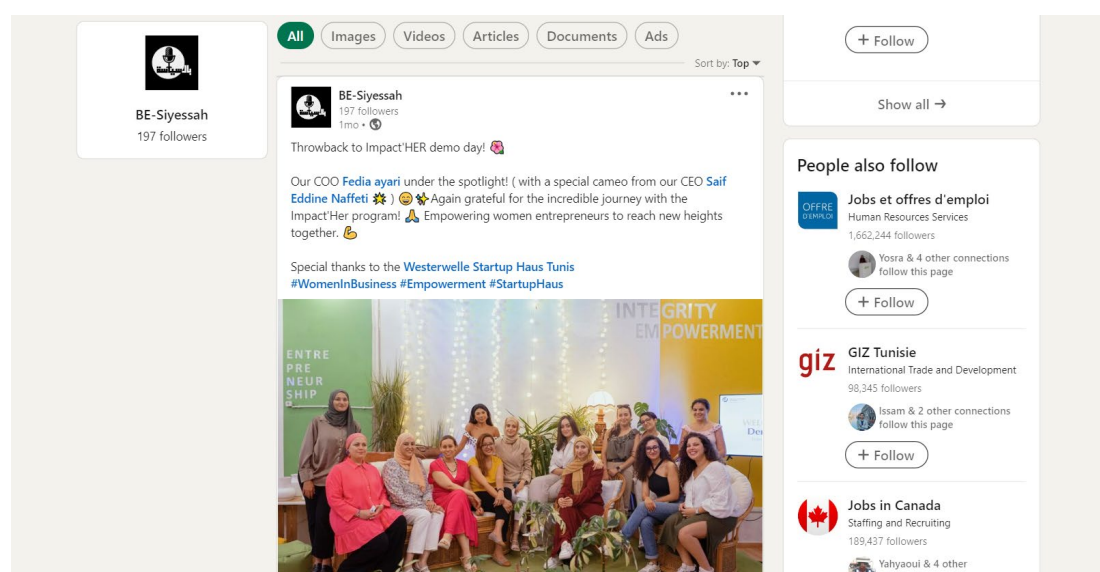 بالسياسة
BE-Siyessah
197 followers
All
Images
Videos
Articles
Documents
Ads
Sort by: Top
BE-Siyessah
197 followers
1mo •
Throwback to Impact'HER demo day! 🌺
Our COO Fedia ayari under the spotlight! ( with a special cameo from our CEO Saif
Eddine Naffeti 💥 ) 😄 ✨Again grateful for the incredible journey with the
Impact'Her program! 🙏 Empowering women entrepreneurs to reach new heights
together. 💪
Special thanks to the Westerwelle Startup Haus Tunis
#WomenInBusiness #Empowerment #StartupHaus
INTEGRITY
EMPOWERMENT
ENTRE
PRE
NEUR
SHIP
+ Follow
Show all →
People also follow
OFFRE
D'EMPLOI
Jobs et offres d'emploi
Human Resources Services
1,662,244 followers
Yosra & 4 other connections
follow this page
+ Follow
giz
GIZ Tunisie
International Trade and Development
98,345 followers
Issam & 2 other connections
follow this page
+ Follow
Jobs in Canada
Staffing and Recruiting
189,437 followers
Yahyaoui & 4 other